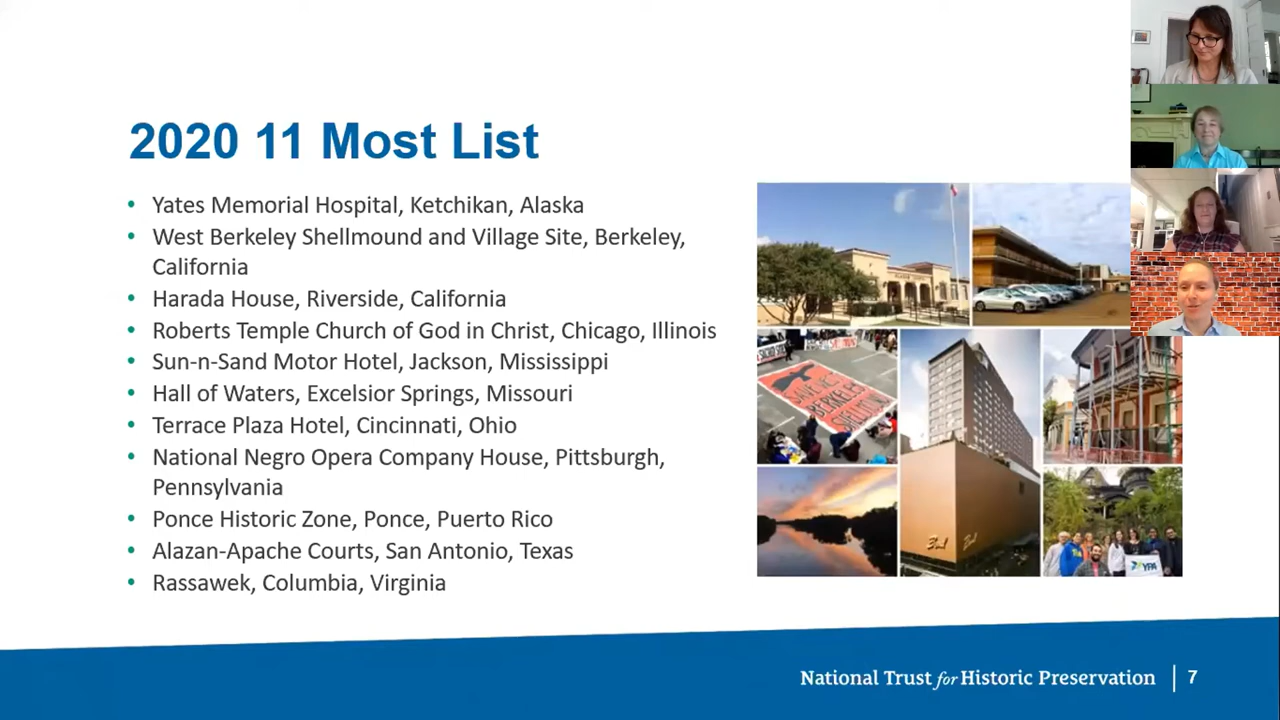 2020 11 Most List
• Yates Memorial Hospital, Ketchikan, Alaska
• West Berkeley Shellmound and Village Site, Berkeley,
California
• Harada House, Riverside, California
• Roberts Temple Church of God in Christ, Chicago, Illinois
• Sun-n-Sand Motor Hotel, Jackson, Mississippi
• Hall of Waters, Excelsior Springs, Missouri
• Terrace Plaza Hotel, Cincinnati, Ohio
• National Negro Opera Company House, Pittsburgh,
Pennsylvania
• Ponce Historic Zone, Ponce, Puerto Rico
• Alazan-Apache Courts, San Antonio, Texas
• Rassawek, Columbia, Virginia
SAVE
BERKELEY
YPA
National Trust for Historic Preservation | 7